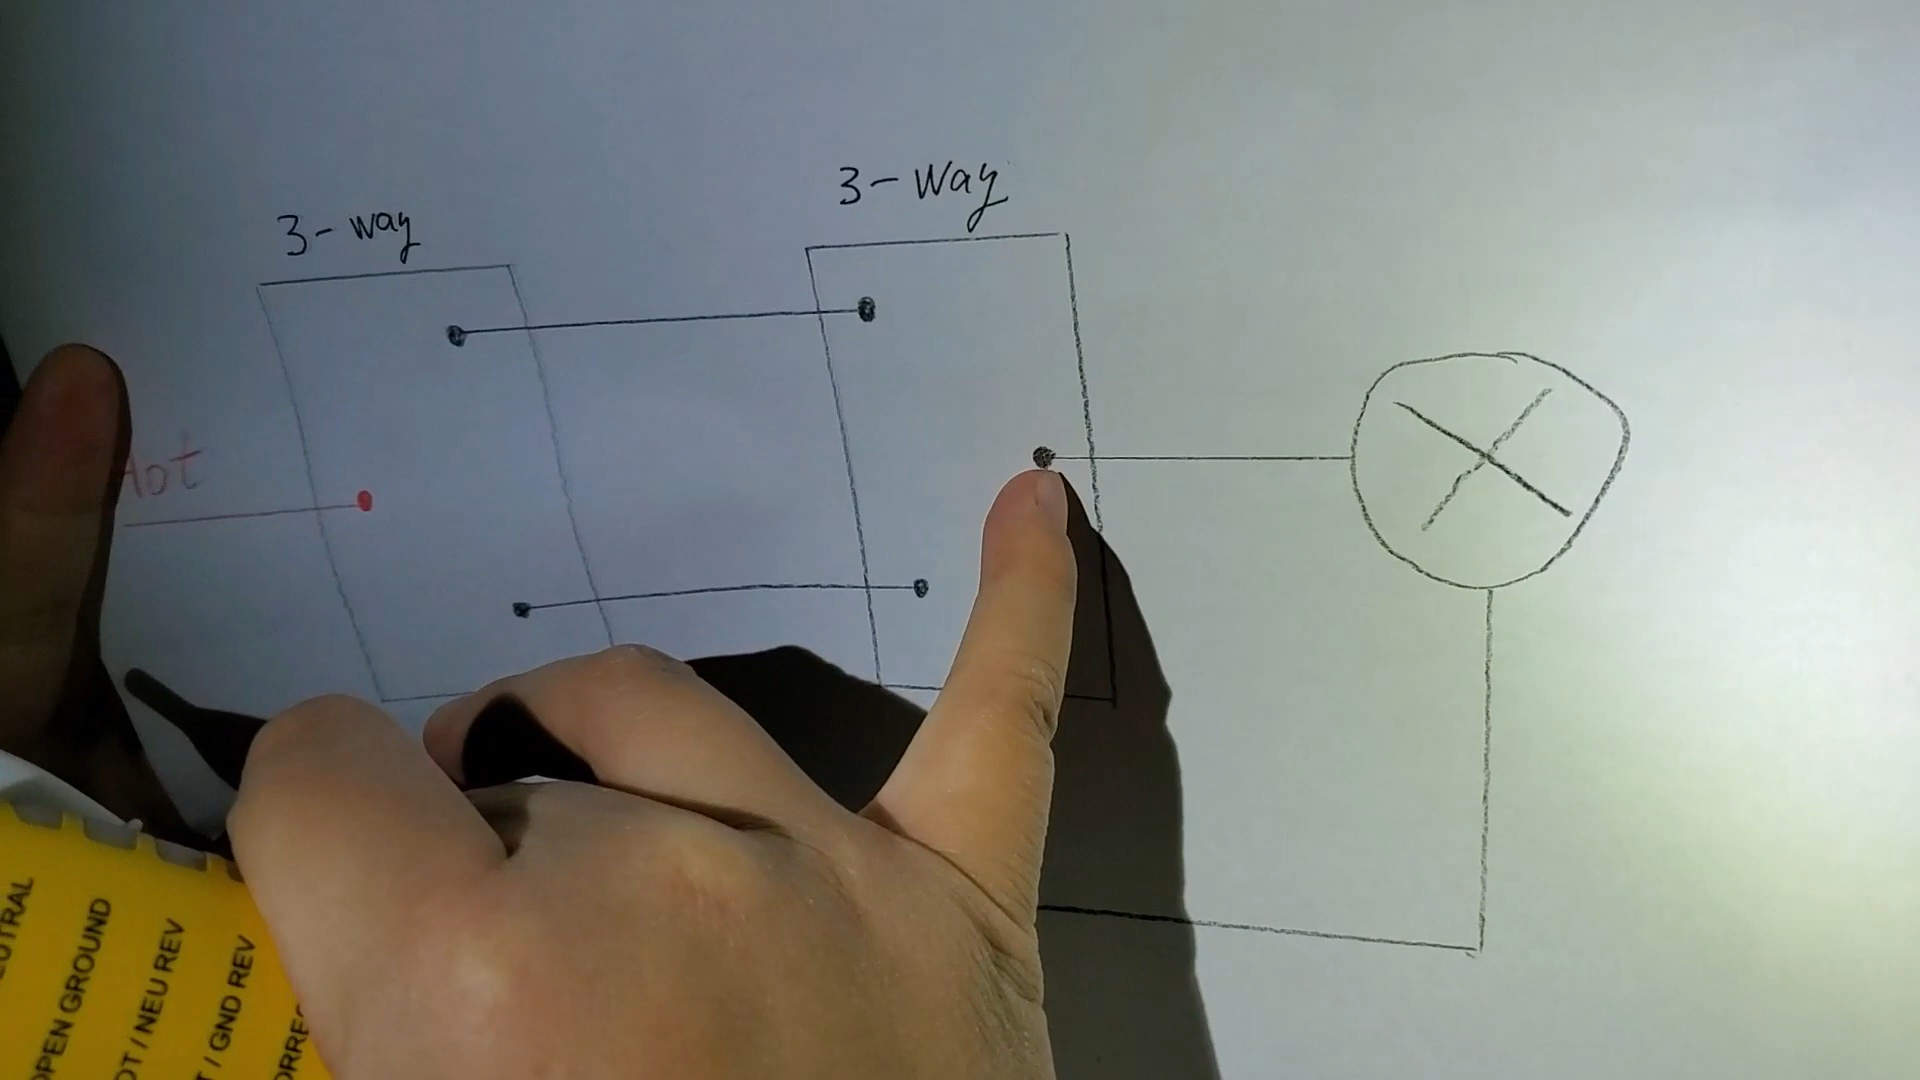 3-way
3-Way
Hot
OPEN GROUND
/ NEU REV
/ GND REV